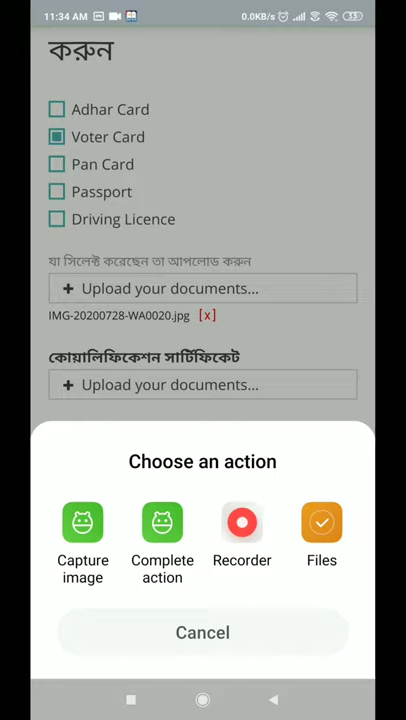 11:34 AM
0.0KB/s
33
করুন
Adhar Card
Voter Card
Pan Card
Passport
Driving Licence
যা সিলেক্ট করেছেন তা আপলোড করুন
+ Upload your documents...
IMG-20200728-WA0020.jpg [x]
কোয়ালিফিকেশন সার্টিফিকেট
+ Upload your documents...
Choose an action
Capture image
Complete action
Recorder
Files
Cancel